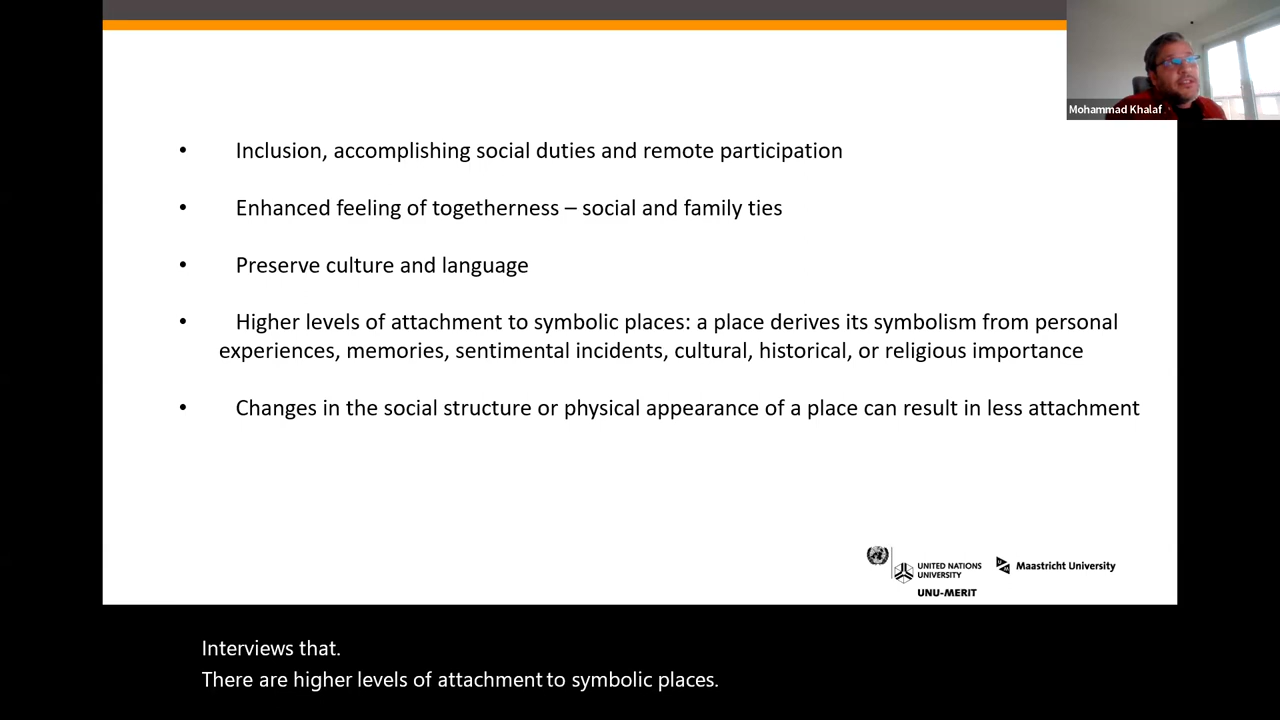 Mohammad Khalaf
• Inclusion, accomplishing social duties and remote participation
• Enhanced feeling of togetherness – social and family ties
• Preserve culture and language
• Higher levels of attachment to symbolic places: a place derives its symbolism from personal
experiences, memories, sentimental incidents, cultural, historical, or religious importance
• Changes in the social structure or physical appearance of a place can result in less attachment
UNITED NATIONS
UNIVERSITY
UNU-MERIT
Maastricht University
Interviews that.
There are higher levels of attachment to symbolic places.